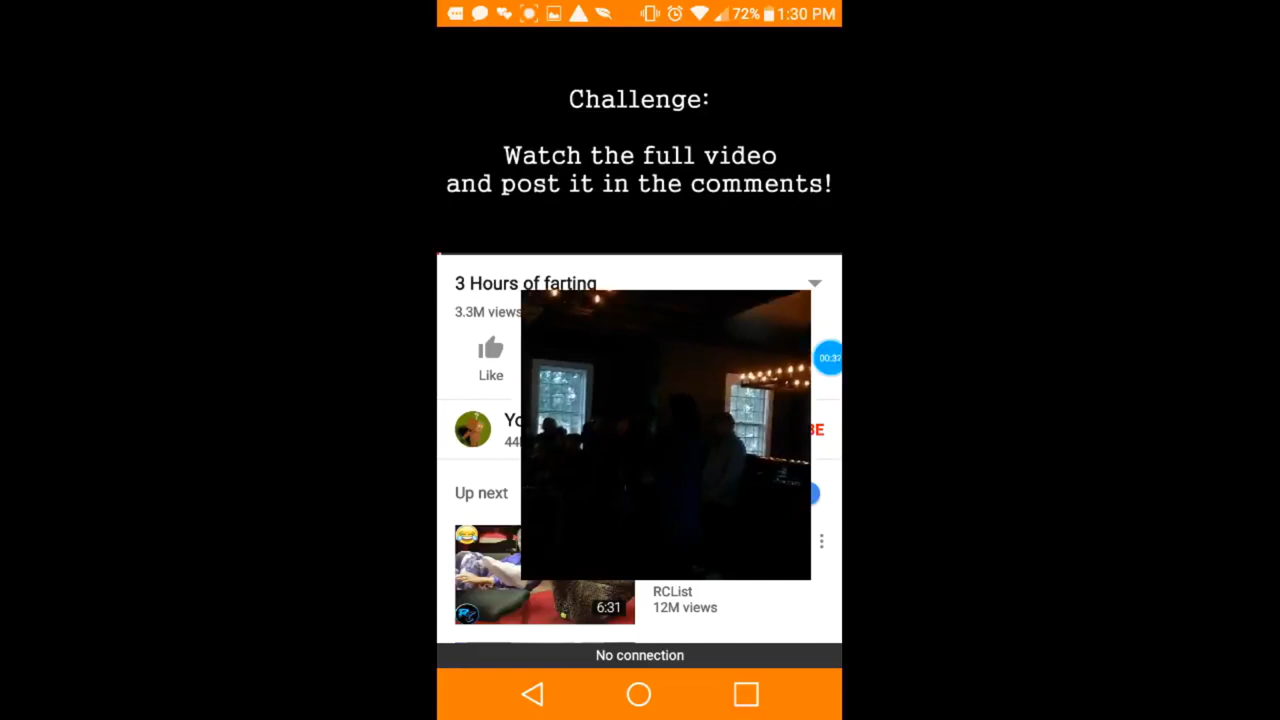 72% 1:30 PM
Challenge:
Watch the full video
and post it in the comments!
3 Hours of farting
3.3M views
Like
Up next
6:31
RCList
12M views
No connection